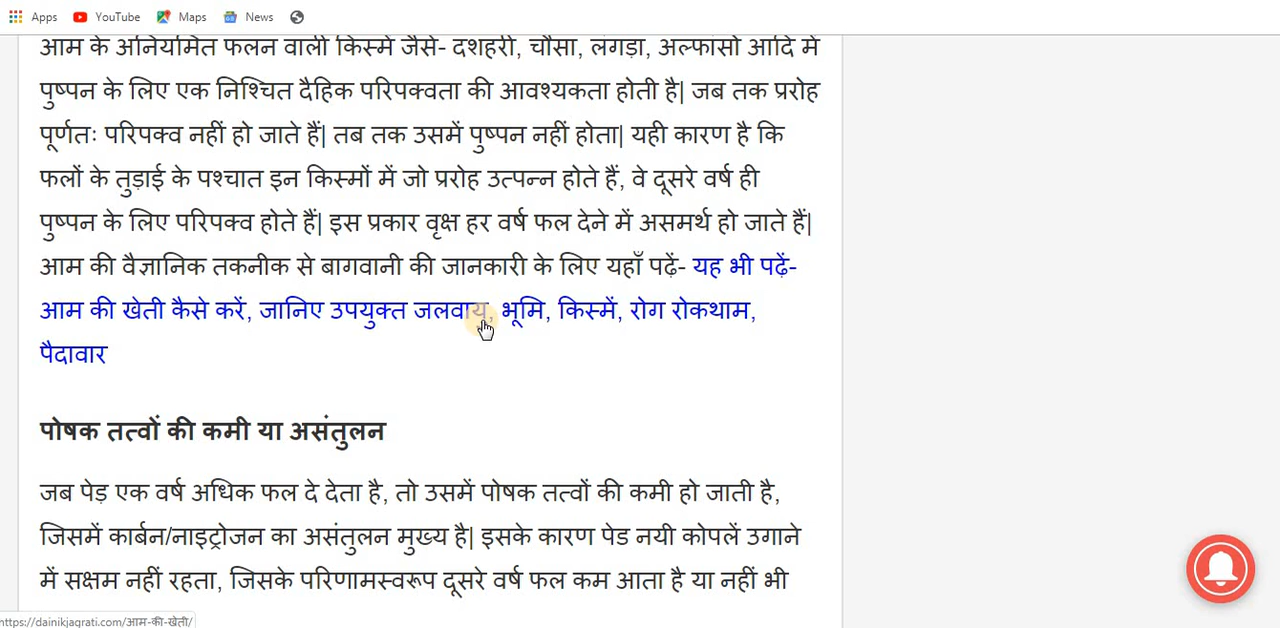 Apps YouTube Maps News
आम के अनियमित फलन वाली किस्में जैसे- दशहरी, चौसा, लंगड़ा, अल्फांसो आदि में
पुष्पन के लिए एक निश्चित दैहिक परिपक्वता की आवश्यकता होती है| जब तक प्ररोह
पूर्णतः परिपक्व नहीं हो जाते हैं| तब तक उसमें पुष्पन नहीं होता| यही कारण है कि
फलों के तुड़ाई के पश्चात इन किस्मों में जो प्ररोह उत्पन्न होते हैं, वे दूसरे वर्ष ही
पुष्पन के लिए परिपक्व होते हैं| इस प्रकार वृक्ष हर वर्ष फल देने में असमर्थ हो जाते हैं|
आम की वैज्ञानिक तकनीक से बागवानी की जानकारी के लिए यहाँ पढ़ें- यह भी पढ़ें-
आम की खेती कैसे करें, जानिए उपयुक्त जलवायु, भूमि, किस्में, रोग रोकथाम,
पैदावार
पोषक तत्वों की कमी या असंतुलन
जब पेड़ एक वर्ष अधिक फल दे देता है, तो उसमें पोषक तत्वों की कमी हो जाती है,
जिसमें कार्बन/नाइट्रोजन का असंतुलन मुख्य है| इसके कारण पेड नयी कोपलें उगाने
में सक्षम नहीं रहता, जिसके परिणामस्वरूप दूसरे वर्ष फल कम आता है या नहीं भी
https://dainikjagrati.com/आम-की-खेती/